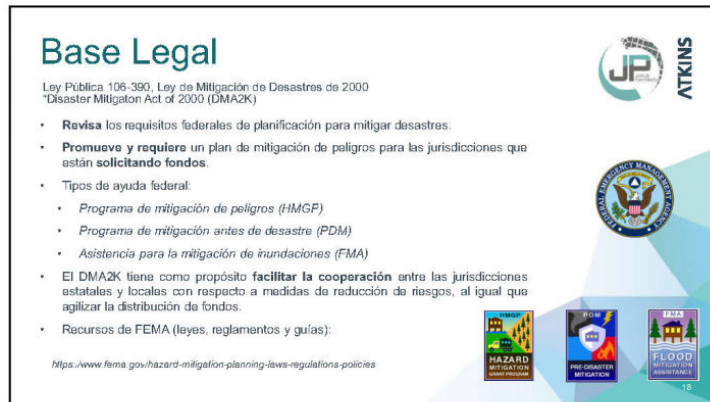 Base Legal
Ley Pública 106-390, Ley de Mitigación de Desastres de 2000
"Disaster Mitigaton Act of 2000 (DMA2K)
• Revisa los requisitos federales de planificación para mitigar desastres.
• Promueve y requiere un plan de mitigación de peligros para las jurisdicciones que
están solicitando fondos.
• Tipos de ayuda federal:
• Programa de mitigación de peligros (HMGP)
• Programa de mitigación antes de desastre (PDM)
• Asistencia para la mitigación de inundaciones (FMA)
• El DMA2K tiene como propósito facilitar la cooperación entre las jurisdicciones
estatales y locales con respecto a medidas de reducción de riesgos, al igual que
agilizar la distribución de fondos.
• Recursos de FEMA (leyes, reglamentos y guías):
https://www.fema.gov/hazard-mitigation-planning-laws-regulations-policies
JP
ATKINS
FEDERAL EMERGENCY MANAGEMENT AGENCY
HMGP
HAZARD
MITIGATION
GRANT PROGRAM
PDM
PRE-DISASTER
MITIGATION
FMA
FLOOD
MITIGATION
ASSISTANCE
18